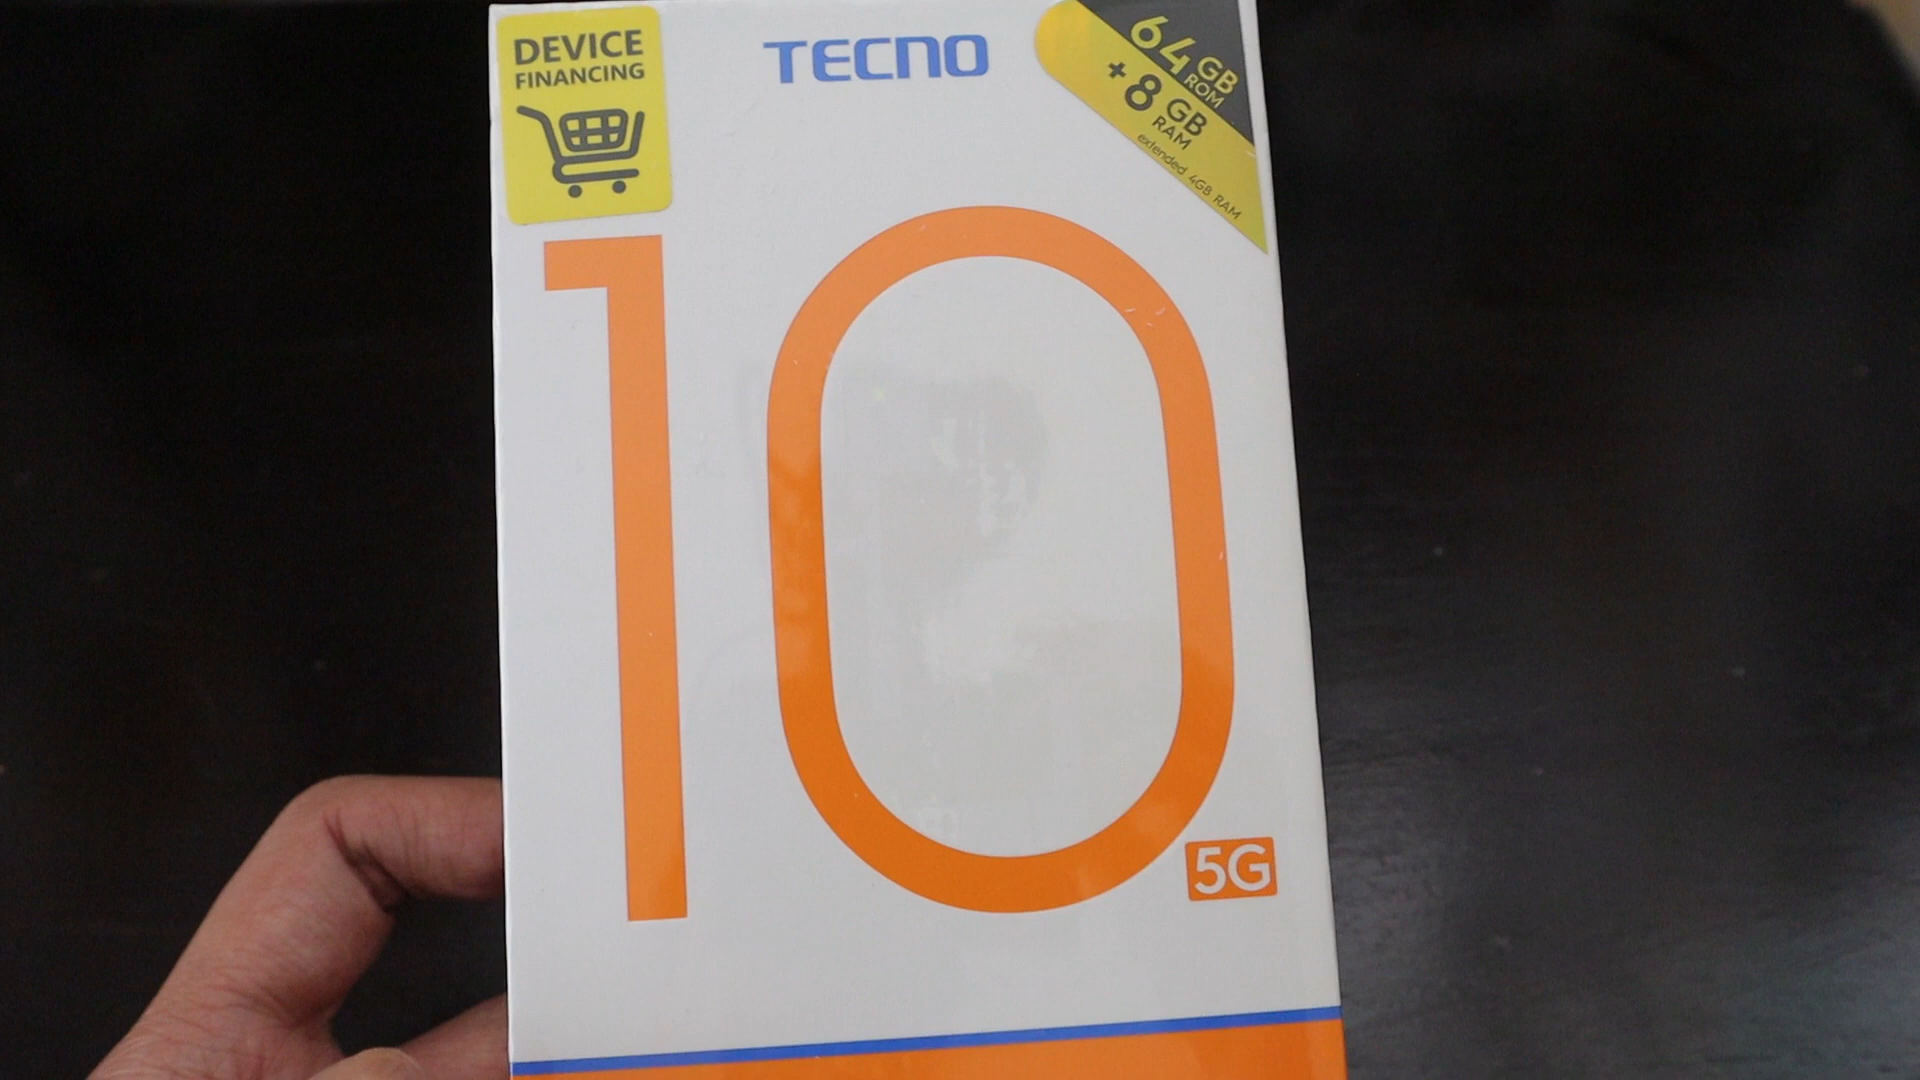 DEVICE
FINANCING
TECNO
64 GB
ROM
+8 GB
RAM
extended 4GB RAM
10
5G